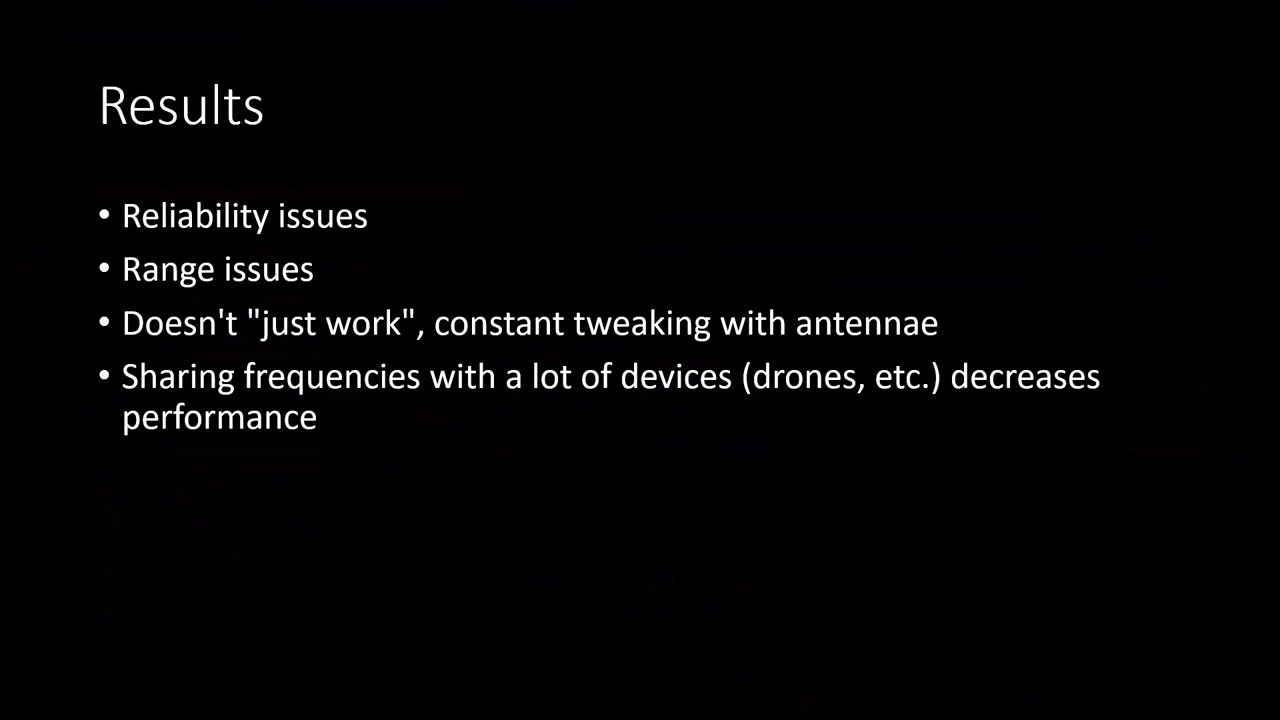 Results
• Reliability issues
• Range issues
• Doesn't "just work", constant tweaking with antennae
• Sharing frequencies with a lot of devices (drones, etc.) decreases
performance